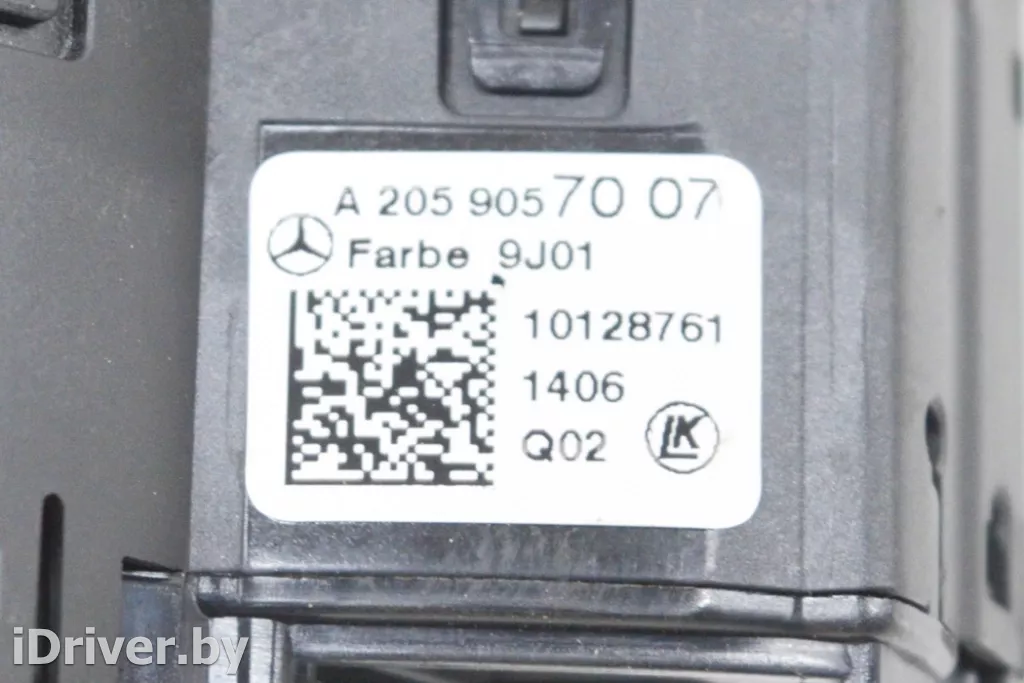 A 205 905 70 07
Farbe 9J01
10128761
1406
Q02
LK
iDriver.by